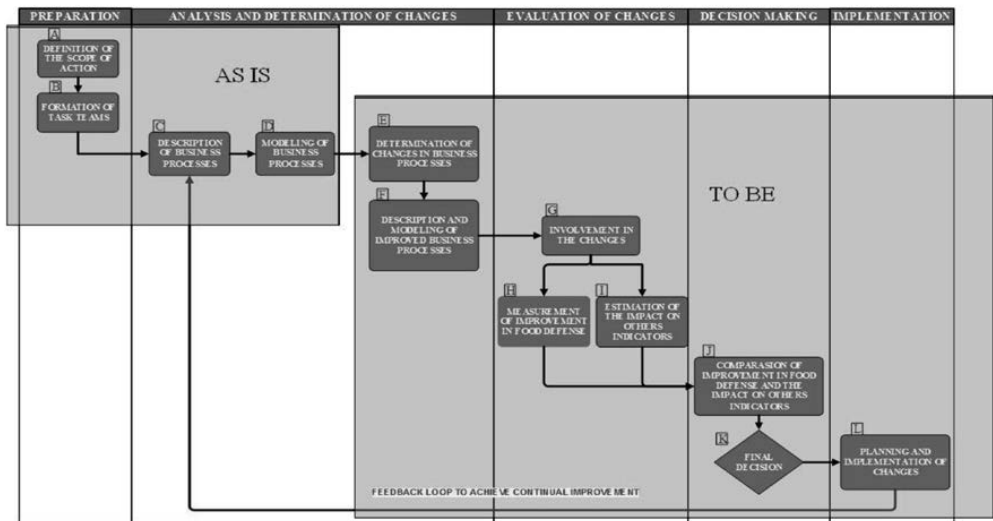 PREPARATION
ANALYSIS AND DETERMINATION OF CHANGES
EVALUATION OF CHANGES
DECISION MAKING
IMPLEMENTATION
AS IS
A
DEFINITION OF
THE SCOPE OF
ACTION
B
FORMATION OF
TASK TEAMS
C
DESCRIPTION
OF BUSINESS
PROCESSES
D
MODELING OF
BUSINESS
PROCESSES
TO BE
E
DETERMINATION OF
CHANGES IN BUSINESS
PROCESSES
F
DESCRIPTION AND
MODELING OF
IMPROVED BUSINESS
PROCESSES
G
INVOLVEMENT IN
THE CHANGES
H
MEASUREMENT
OF IMPROVEMENT
IN FOOD DEFENSE
I
ESTIMATION OF
THE IMPACT ON
OTHERS
INDICATORS
J
COMPARASION OF
IMPROVEMENT IN FOOD
DEFENSE AND THE
IMPACT ON OTHERS
INDICATORS
K
FINAL
DECISION
L
PLANNING AND
IMPLEMENTATION OF
CHANGES
FEEDBACK LOOP TO ACHIEVE CONTINUAL IMPROVEMENT